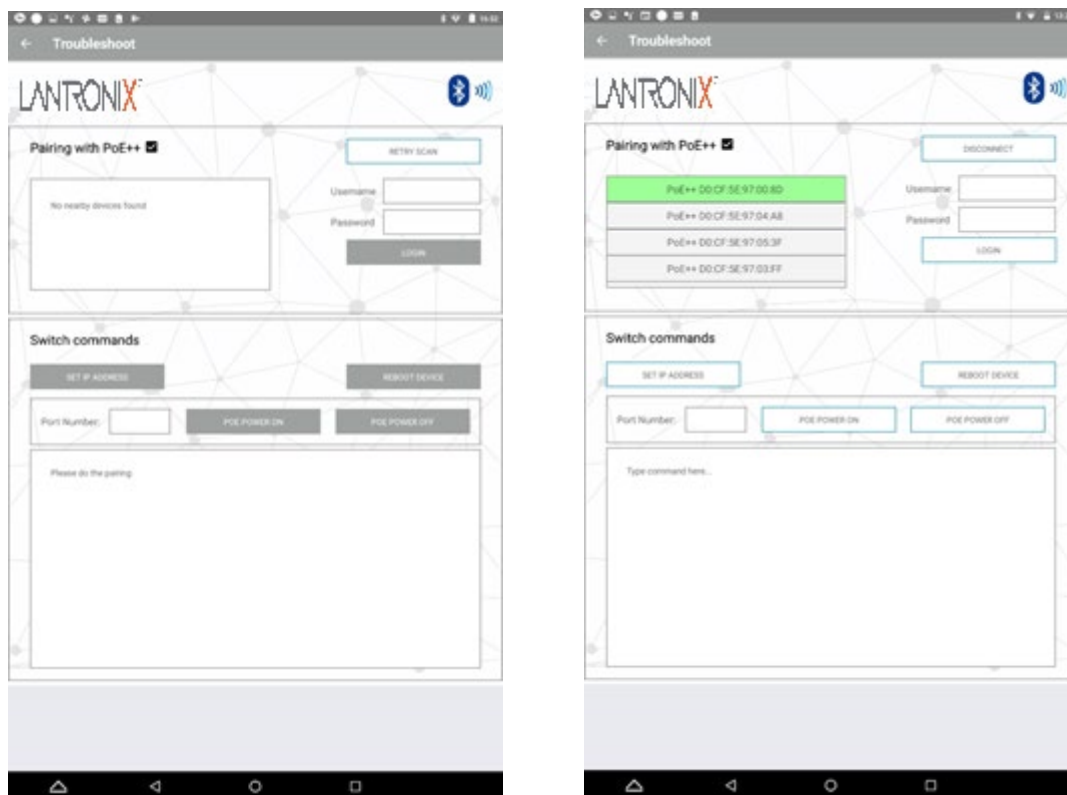 Troubleshoot
LANTRONIX
Pairing with PoE++
RETRY SCAN
No nearby devices found
Username
Password
LOGIN
Switch commands
SET IP ADDRESS
REBOOT DEVICE
Port Number:
POE POWER ON
POE POWER OFF
Please do the pairing
Troubleshoot
LANTRONIX
Pairing with PoE++
DISCONNECT
PoE++ D0:CF:5E:97:00:8D
PoE++ D0:CF:5E:97:04:A8
PoE++ D0:CF:5E:97:05:3F
PoE++ D0:CF:5E:97:03:FF
Username
Password
LOGIN
Switch commands
SET IP ADDRESS
REBOOT DEVICE
Port Number:
POE POWER ON
POE POWER OFF
Type command here...